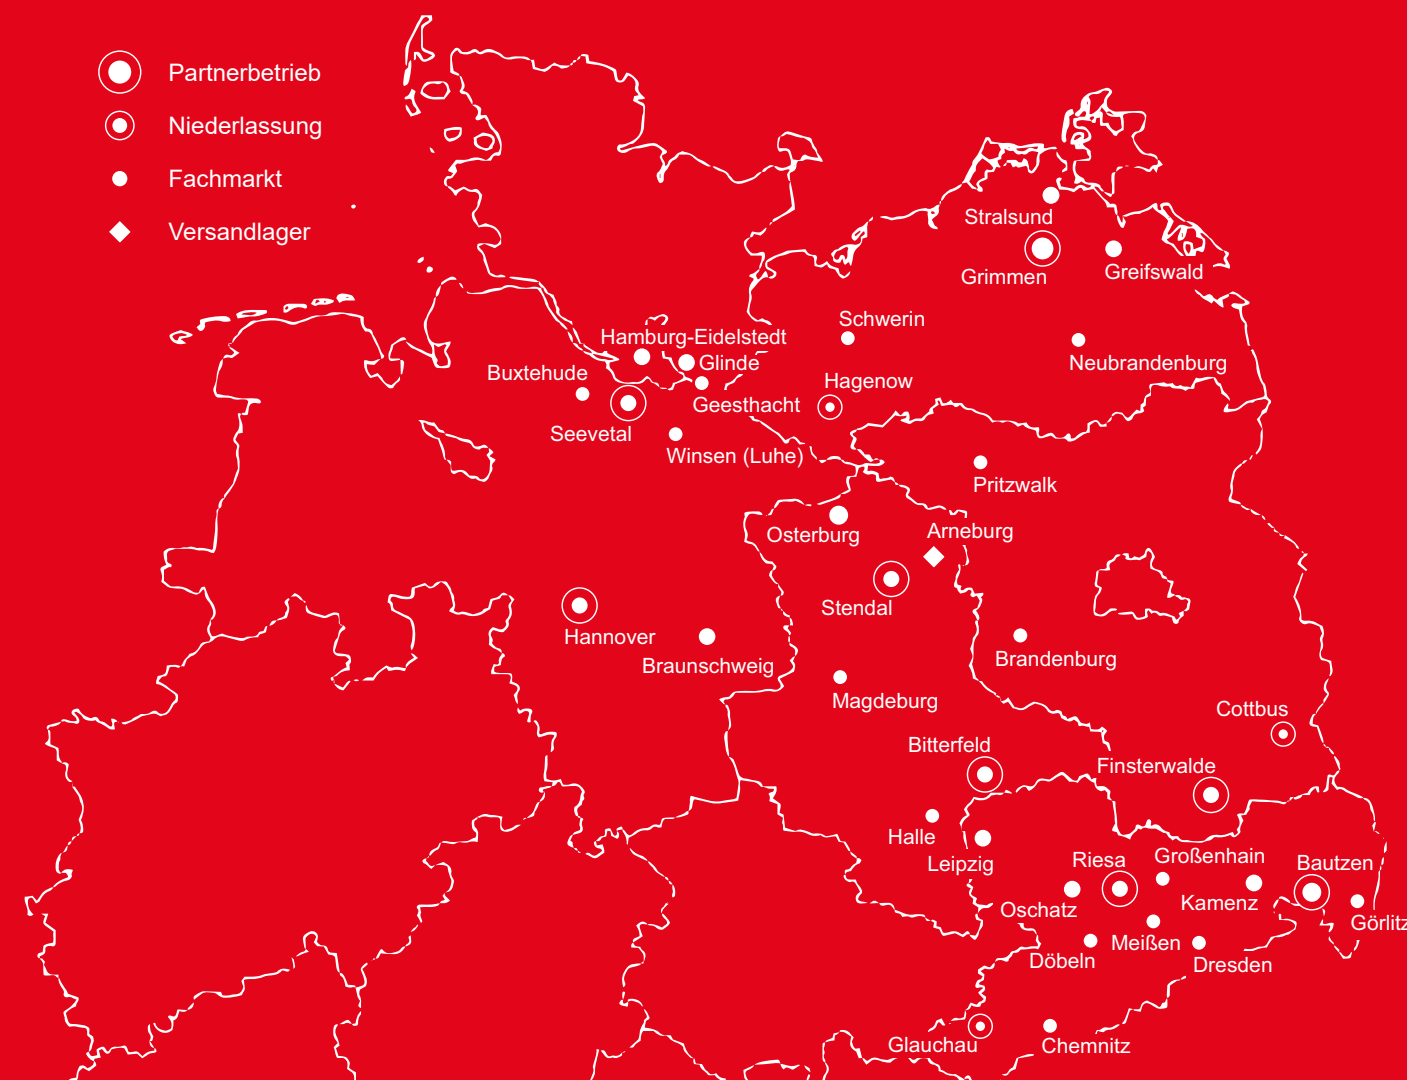 Partnerbetrieb
Niederlassung
Fachmarkt
Versandlager
Stralsund
Grimmen
Greifswald
Schwerin
Hamburg-Eidelstedt
Glinde
Neubrandenburg
Buxtehude
Hagenow
Geesthacht
Seevetal
Winsen (Luhe)
Pritzwalk
Osterburg
Arneburg
Stendal
Hannover
Braunschweig
Brandenburg
Magdeburg
Cottbus
Bitterfeld
Finsterwalde
Halle
Leipzig
Riesa
Großenhain
Bautzen
Oschatz
Kamenz
Görlitz
Meißen
Döbeln
Dresden
Glauchau
Chemnitz